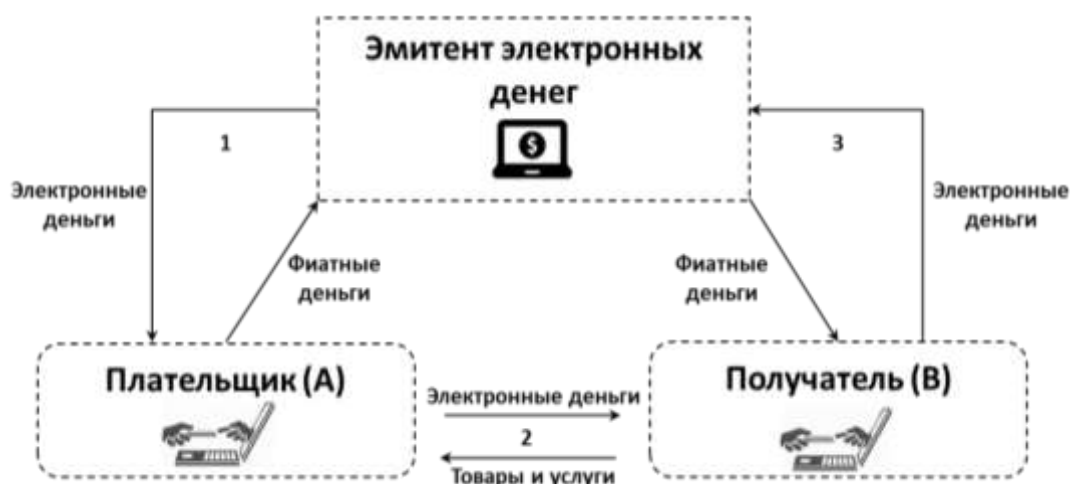 Эмитент электронных
денег
$
1
3
Электронные
деньги
Электронные
деньги
Фиатные
деньги
Фиатные
деньги
Плательщик (А)
Получатель (В)
Электронные деньги
2
Товары и услуги